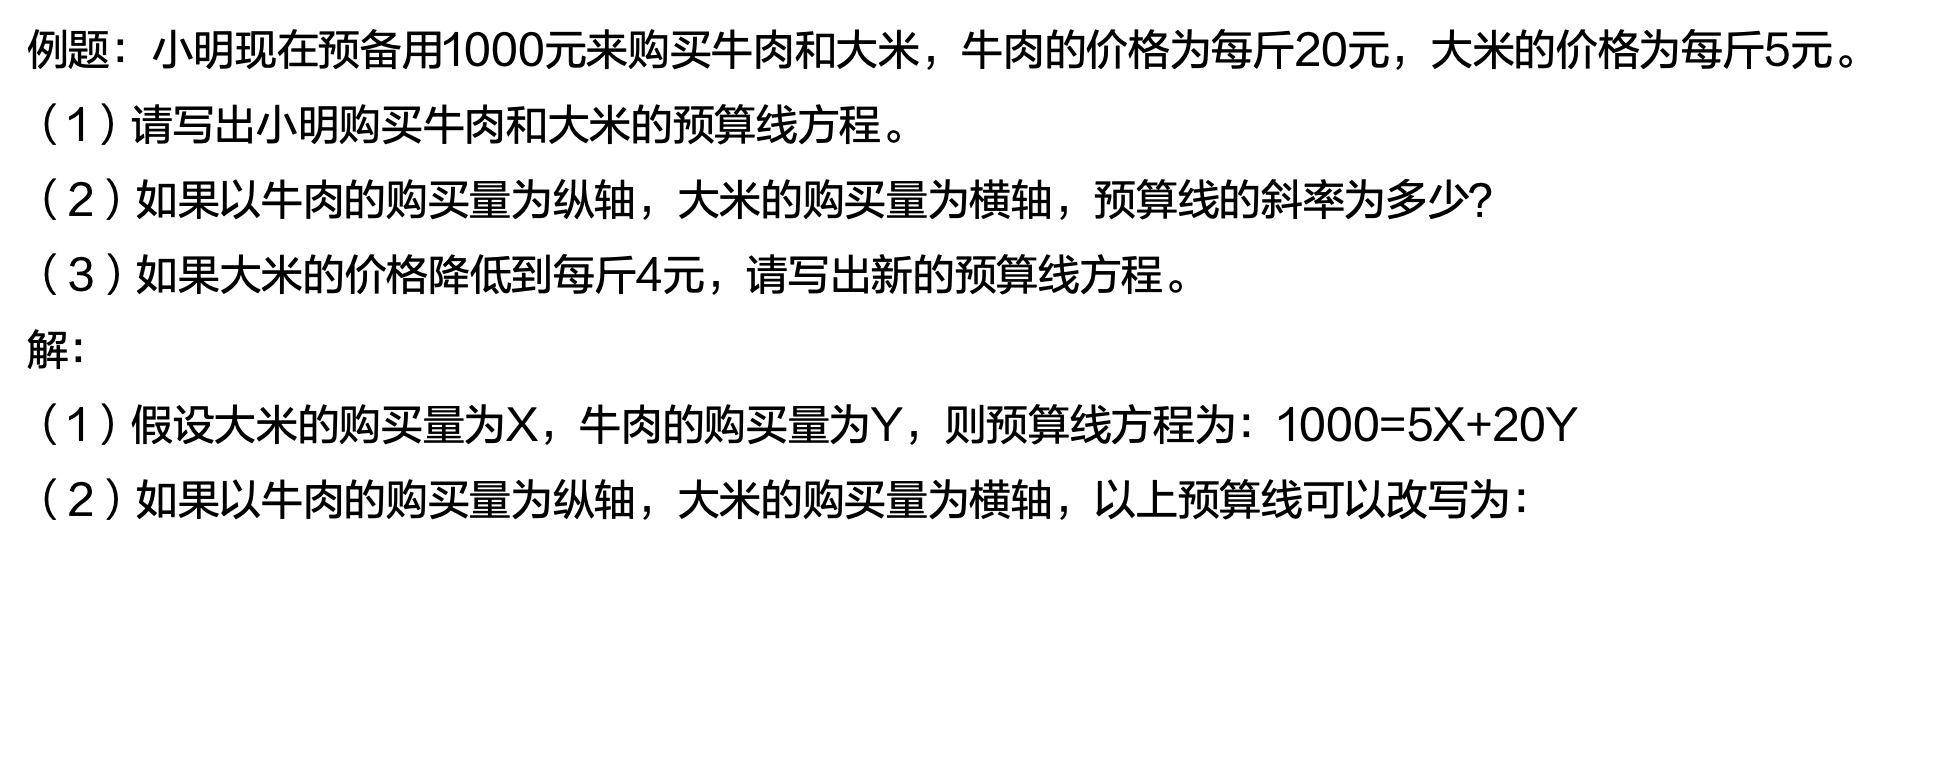 例题：小明现在预备用1000元来购买牛肉和大米，牛肉的价格为每斤20元，大米的价格为每斤5元。
（1）请写出小明购买牛肉和大米的预算线方程。
（2）如果以牛肉的购买量为纵轴，大米的购买量为横轴，预算线的斜率为多少?
（3）如果大米的价格降低到每斤4元，请写出新的预算线方程。
解：
（1）假设大米的购买量为X，牛肉的购买量为Y，则预算线方程为：1000=5X+20Y
（2）如果以牛肉的购买量为纵轴，大米的购买量为横轴，以上预算线可以改写为：